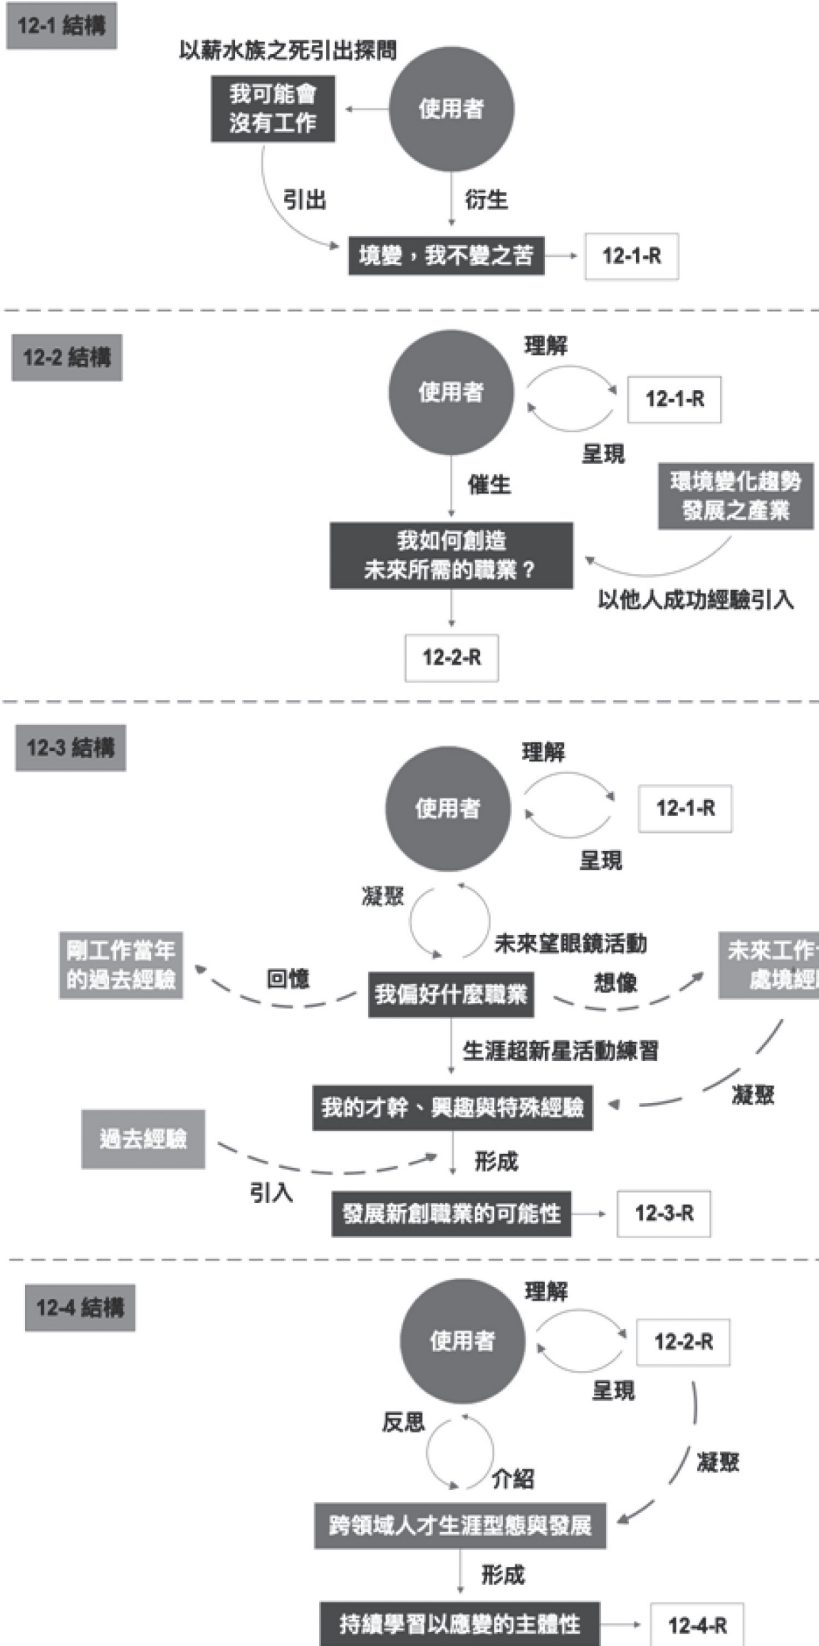 12-1 結構
以薪水族之死引出探問
我可能會
沒有工作
使用者
引出
衍生
境變，我不變之苦
12-1-R
12-2 結構
使用者
理解
12-1-R
呈現
催生
環境變化趨勢
發展之產業
我如何創造
未來所需的職業？
以他人成功經驗引入
12-2-R
12-3 結構
使用者
理解
12-1-R
呈現
凝聚
未來望眼鏡活動
剛工作當年
的過去經驗
回憶
我偏好什麼職業
想像
未來工作
處境經
生涯超新星活動練習
凝聚
我的才幹、興趣與特殊經驗
過去經驗
引入
形成
發展新創職業的可能性
12-3-R
12-4 結構
使用者
理解
12-2-R
呈現
反思
介紹
凝聚
跨領域人才生涯型態與發展
形成
持續學習以應變的主體性
12-4-R